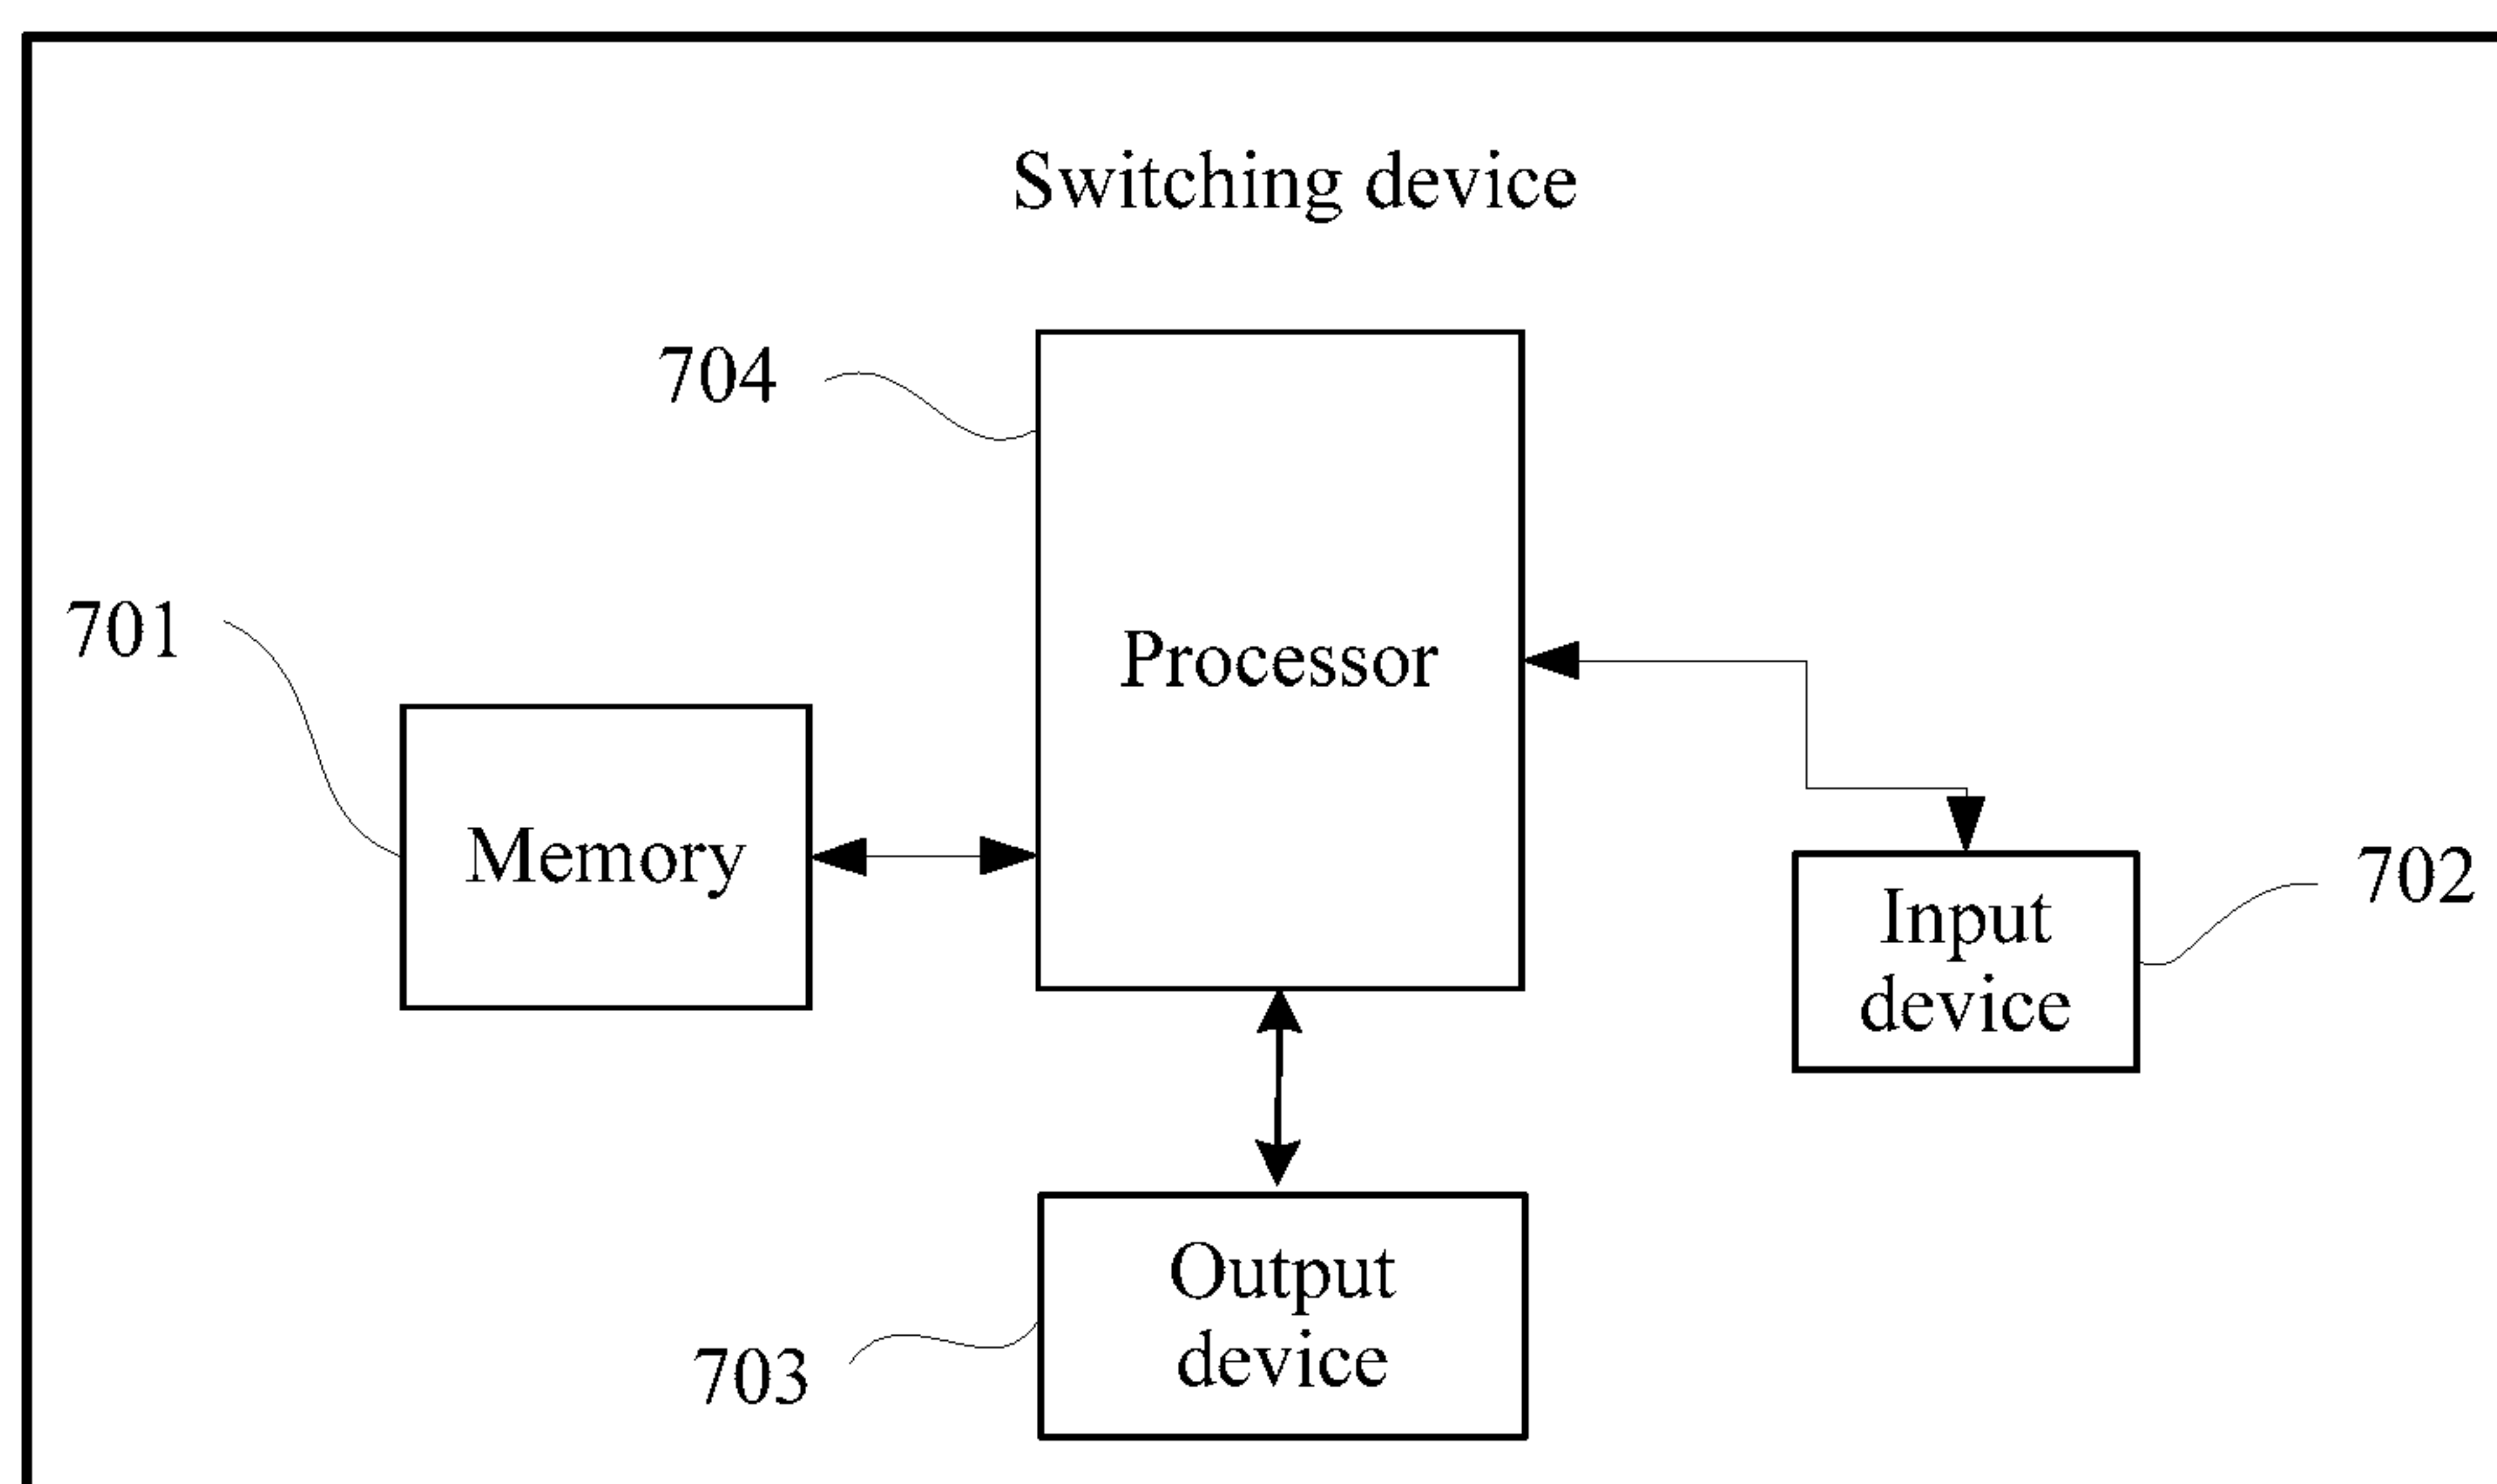 Switching device
704
701
Processor
Memory
702
Input
device
Output
device
703